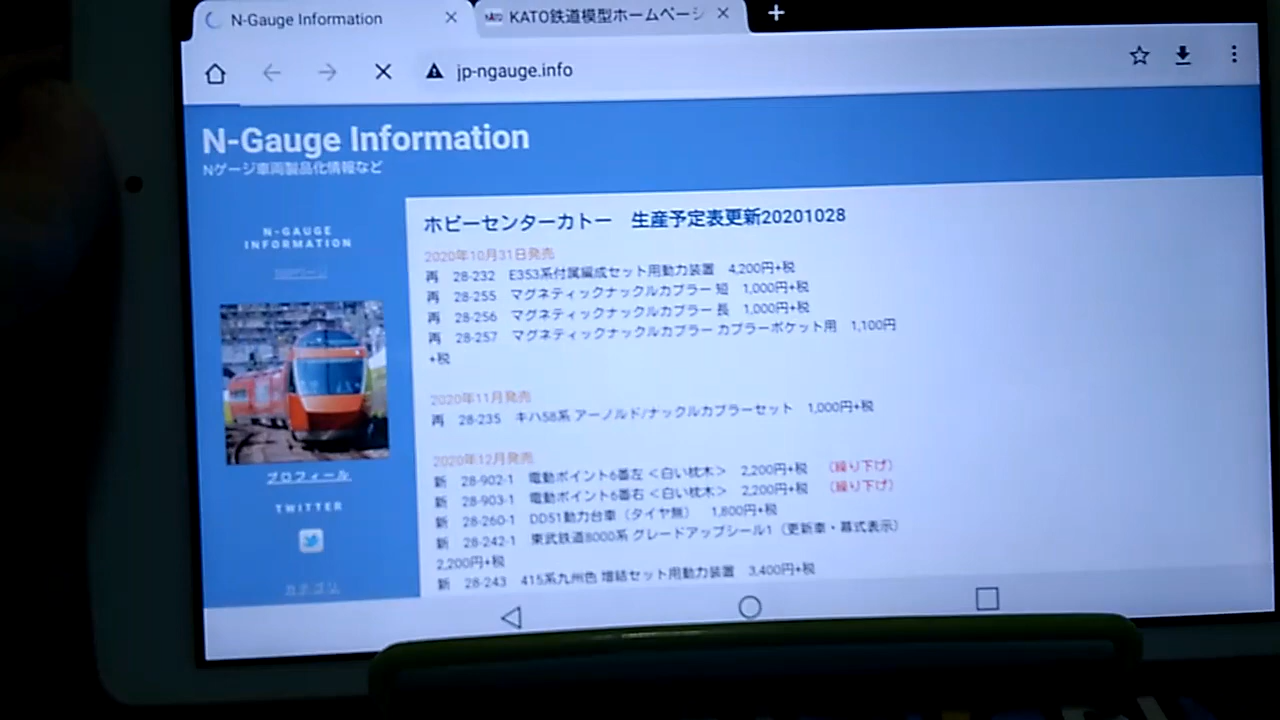 N-Gauge Information
KATO鉄道模型ホームページ
jp-ngauge.info
N-Gauge Information
Nゲージ車両製品化情報など
N-GAUGE
INFORMATION
プロフィール
TWITTER
カテゴリ
ホビーセンターカトー 生産予定表更新20201028
2020年10月31日発売
再 28-232 E353系付属編成セット用動力装置 4,200円+税
再 28-255 マグネティックナックルカプラー 短 1,000円+税
再 28-256 マグネティックナックルカプラー 長 1,000円+税
再 28-257 マグネティックナックルカプラー カプラーポケット用 1,100円
+税
2020年11月発売
再 28-235 キハ58系 アーノルド/ナックルカプラーセット 1,000円+税
2020年12月発売
新 28-902-1 電動ポイント6番左 <白い枕木> 2,200円+税 (繰り下げ)
新 28-903-1 電動ポイント6番右 <白い枕木> 2,200円+税 (繰り下げ)
新 28-260-1 DD51動力台車(タイヤ無) 1,800円+税
新 28-242-1 東武鉄道8000系 グレードアップシール1(更新車・幕式表示)
2,200円+税
新 28-243 415系九州色 増結セット用動力装置 3,400円+税